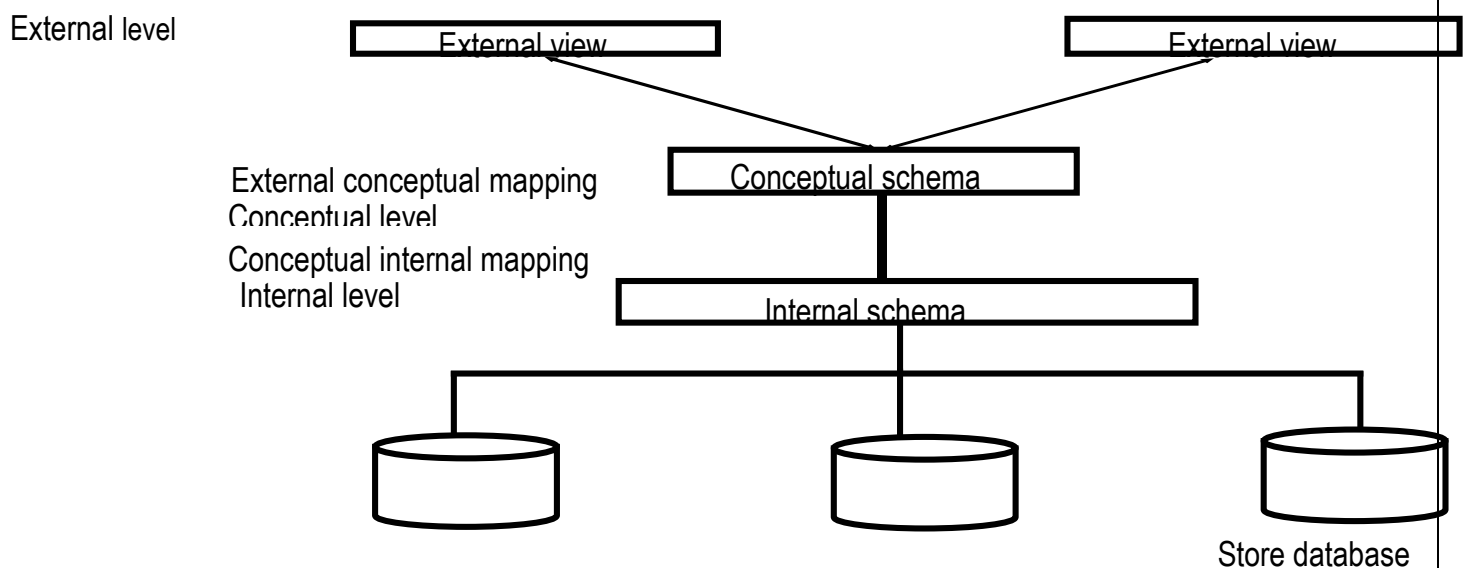 External level
External view
External view
External conceptual mapping
Conceptual schema
Conceptual level
Conceptual internal mapping
Internal level
Internal schema
Store database